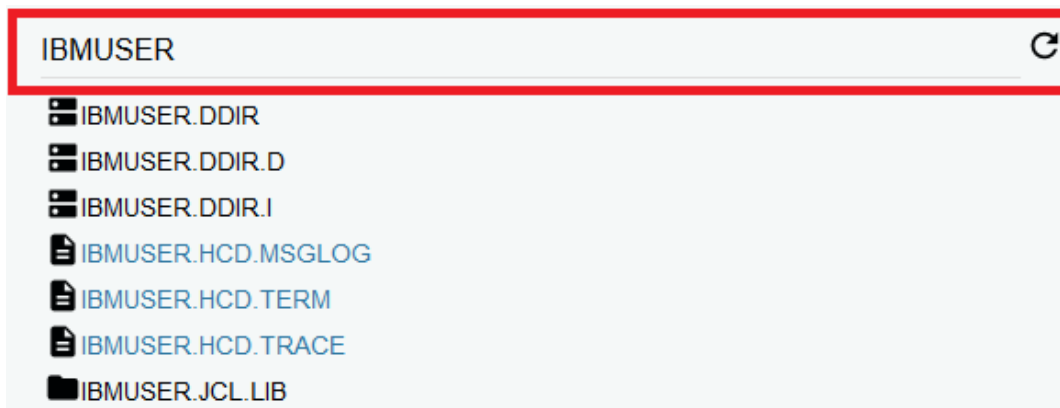 IBMUSER
IBMUSER.DDIR
IBMUSER.DDIR.D
IBMUSER.DDIR.I
IBMUSER.HCD.MSGLOG
IBMUSER.HCD.TERM
IBMUSER.HCD.TRACE
IBMUSER.JCL.LIB